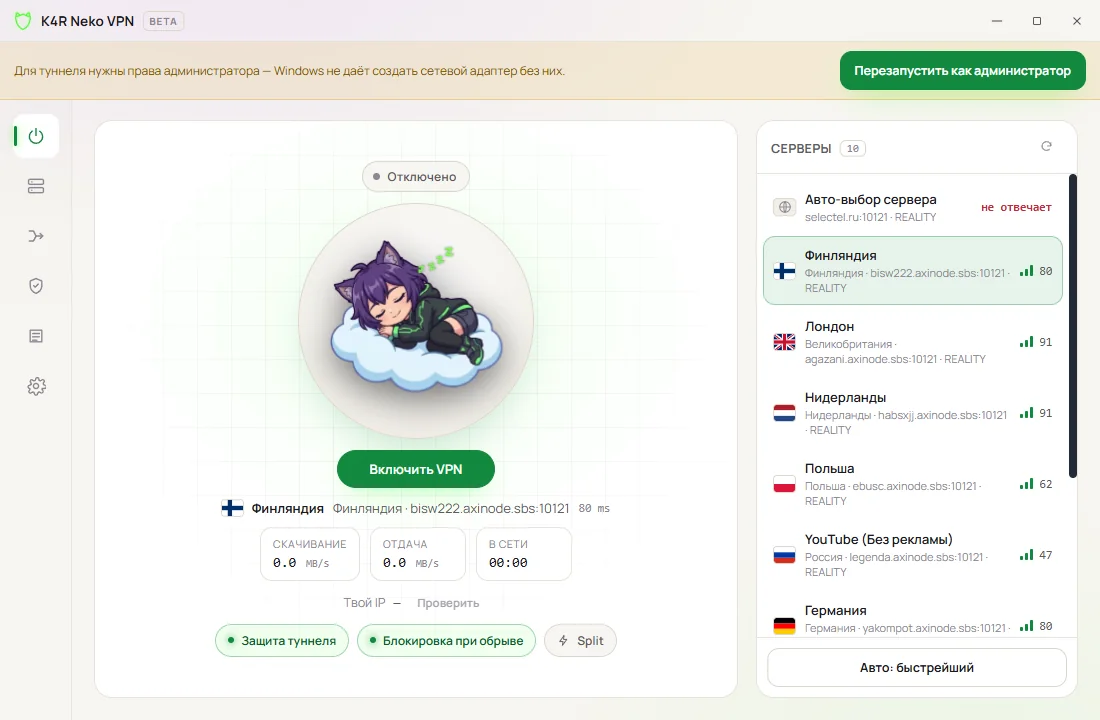 K4R Neko VPN BETA
Для туннеля нужны права администратора — Windows не даёт создать сетевой адаптер без них.
Перезапустить как администратор
Отключено
zzzz
Включить VPN
Финляндия Финляндия · bisw222.axinode.sbs:10121 80 ms
СКАЧИВАНИЕ
0.0 MB/s
ОТДАЧА
0.0 MB/s
В СЕТИ
00:00
Твой IP — Проверить
Защита туннеля
Блокировка при обрыве
Split
СЕРВЕРЫ 10
Авто-выбор сервера
selectel.ru:10121 · REALITY
не отвечает
Финляндия
Финляндия · bisw222.axinode.sbs:10121 ·
REALITY
80
Лондон
Великобритания ·
agazani.axinode.sbs:10121 · REALITY
91
Нидерланды
Нидерланды · habsxjj.axinode.sbs:10121
· REALITY
91
Польша
Польша · ebusc.axinode.sbs:10121 ·
REALITY
62
YouTube (Без рекламы)
Россия · legenda.axinode.sbs:10121 ·
REALITY
47
Германия
Германия · yakompot.axinode.sbs:10121 ·
80
Авто: быстрейший